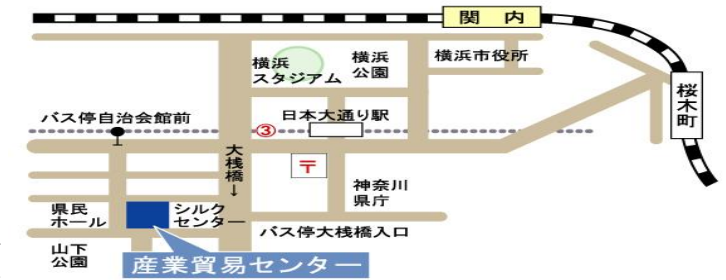 関　内
横浜
スタジアム
横浜
公園
横浜市役所
桜木町
バス停自治会館前
③
日本大通り駅
大桟橋↓
〒
神奈川
県庁
県民
ホール
シルク
センター
バス停大桟橋入口
山下
公園
産業貿易センター